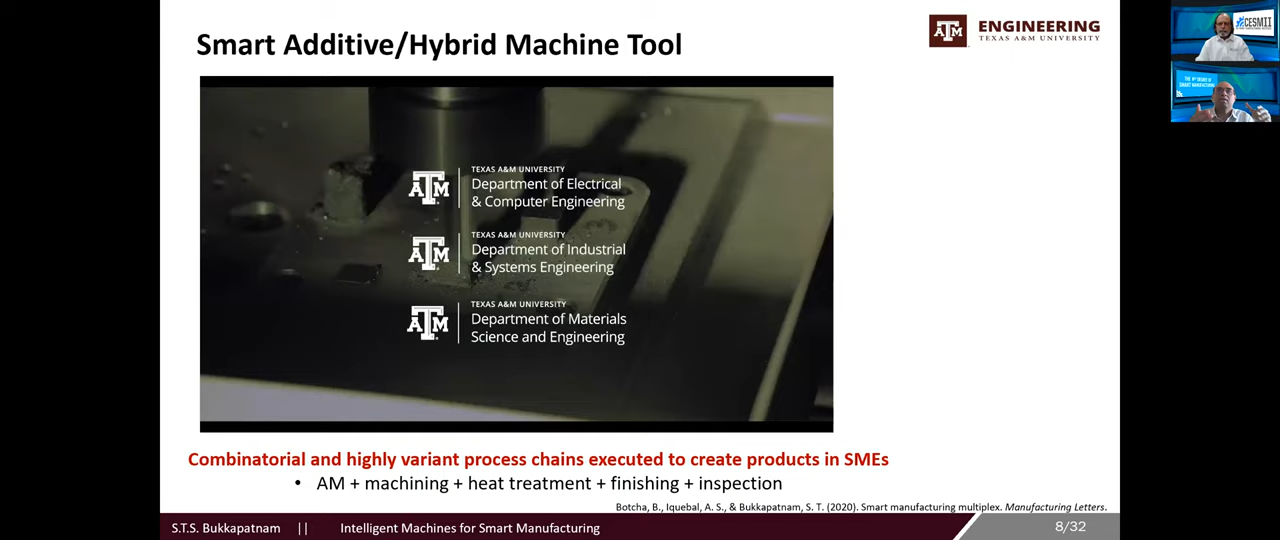 Smart Additive/Hybrid Machine Tool
ĀM
ENGINEERING
TEXAS A&M UNIVERSITY
CESMII
TEXAS A&M UNIVERSITY
Department of Electrical
& Computer Engineering
TEXAS A&M UNIVERSITY
Department of Industrial
& Systems Engineering
TEXAS A&M UNIVERSITY
Department of Materials
Science and Engineering
Combinatorial and highly variant process chains executed to create products in SMEs
• AM + machining + heat treatment + finishing + inspection
Botcha, B., Iquebal, A. S., & Bukkapatnam, S. T. (2020). Smart manufacturing multiplex. Manufacturing Letters.
S.T.S. Bukkapatnam || Intelligent Machines for Smart Manufacturing 8/32